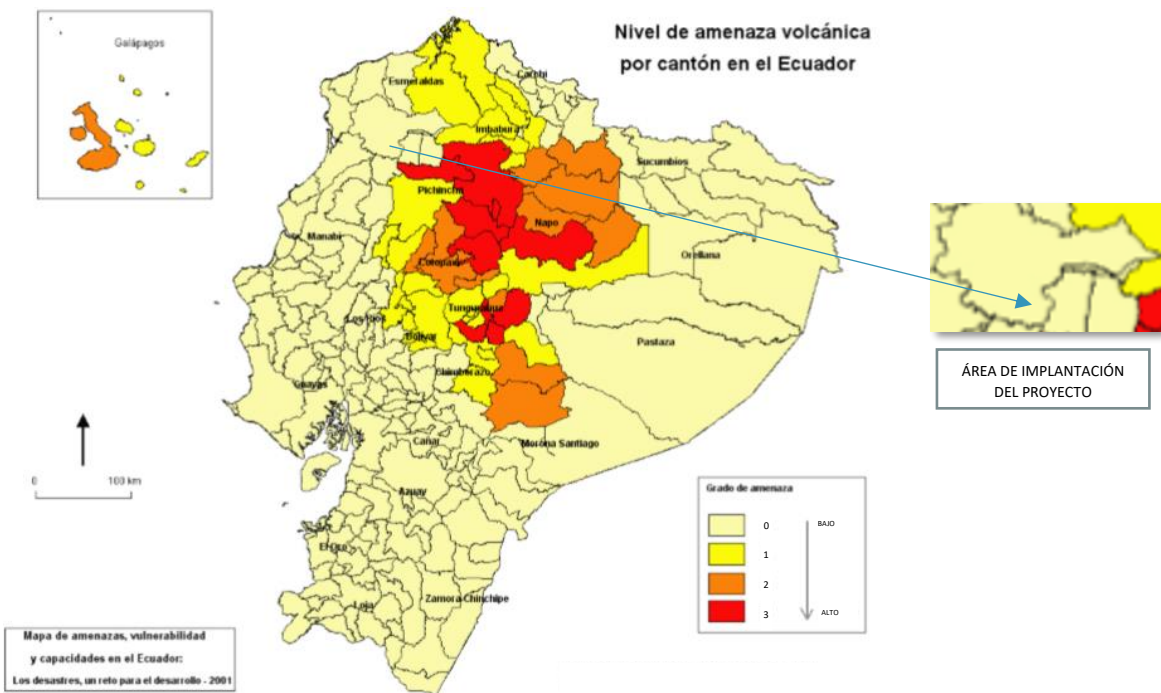 Galápagos
Nivel de amenaza volcánica
por cantón en el Ecuador
Carchi
Esmeraldas
Imbabura
Sucumbíos
Pichincha
Napo
Manabí
Orellana
Cotopaxi
Tungurahua
Los Ríos
Bolívar
Pastaza
Chimborazo
Guayas
ÁREA DE IMPLANTACIÓN
DEL PROYECTO
Cañar
Morona Santiago
0 100 km
Azuay
Grado de amenaza
0 BAJO
1
2
3 ALTO
El Oro
Loja
Zamora Chinchipe
Mapa de amenazas, vulnerabilidad
y capacidades en el Ecuador:
Los desastres, un reto para el desarrollo - 2001